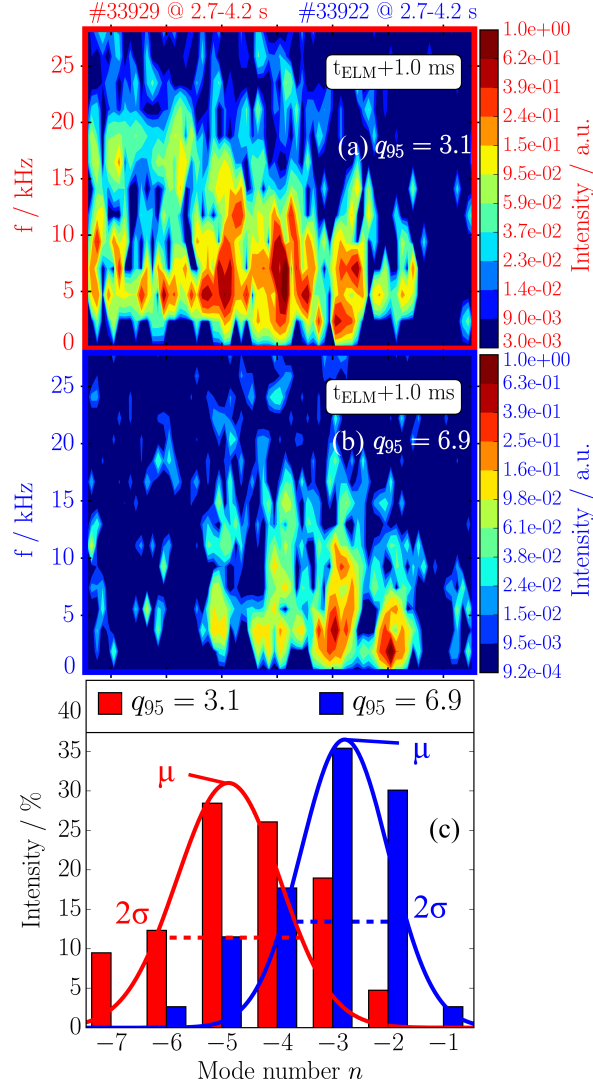 #33929 @ 2.7-4.2 s #33922 @ 2.7-4.2 s
t_ELM+1.0 ms
(a) q_95 = 3.1
f / kHz
25
20
15
10
5
0
1.0e+00
6.2e-01
3.9e-01
2.4e-01
1.5e-01
9.5e-02
5.9e-02
3.7e-02
2.3e-02
1.4e-02
9.0e-03
3.0e-03
Intensity / a.u.
t_ELM+1.0 ms
(b) q_95 = 6.9
f / kHz
25
20
15
10
5
0
1.0e+00
6.3e-01
3.9e-01
2.5e-01
1.6e-01
9.8e-02
6.1e-02
3.8e-02
2.4e-02
1.5e-02
9.5e-03
9.2e-04
Intensity / a.u.
q_95 = 3.1 q_95 = 6.9
μ μ
(c)
2σ 2σ
Intensity / %
40
35
30
25
20
15
10
5
0
−7 −6 −5 −4 −3 −2 −1
Mode number n